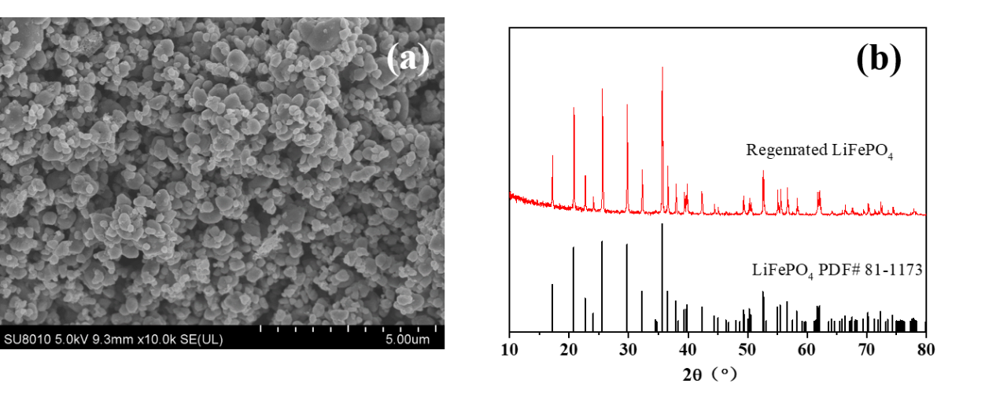 (a)
SU8010 5.0kV 9.3mm x10.0k SE(UL)
5.00um
(b)
Regenrated LiFePO4
LiFePO4 PDF# 81-1173
10 20 30 40 50 60 70 80
2θ（°）